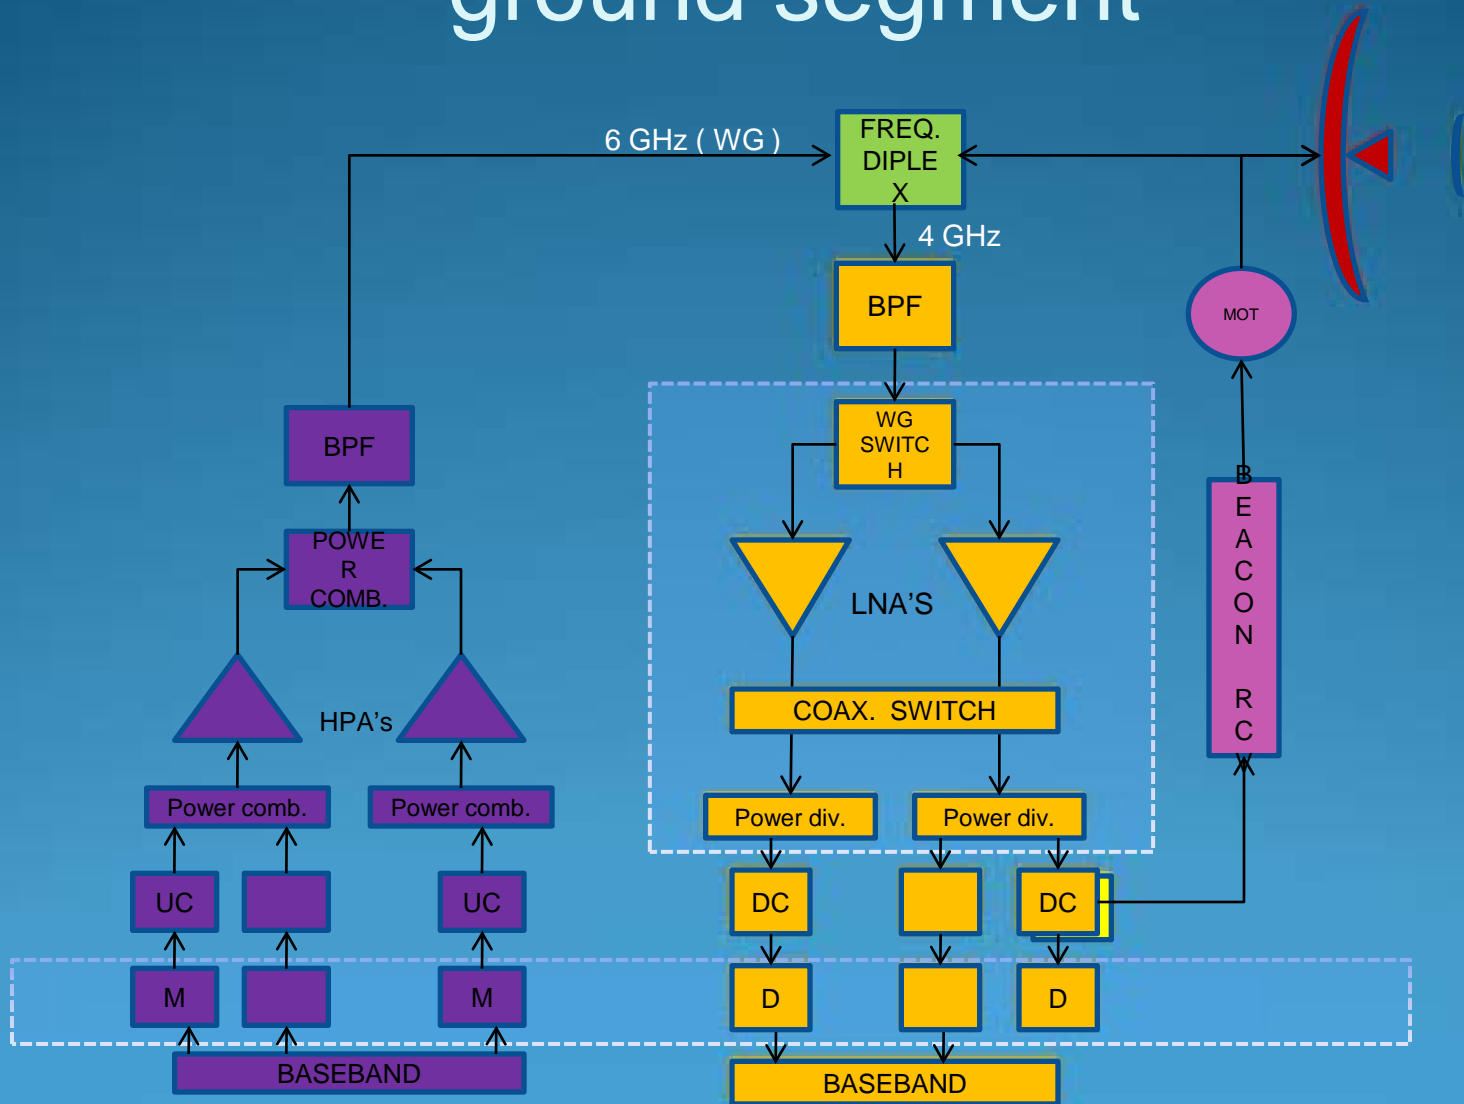 ground segment
6 GHz ( WG )
FREQ.
DIPLE
X
4 GHz
BPF
MOT
WG
SWITC
H
BPF
POWE
R
COMB.
LNA'S
B
E
A
C
O
N
R
C
V
HPA's
COAX. SWITCH
Power comb.
Power comb.
Power div.
Power div.
UC
UC
DC
DC
M
M
D
D
BASEBAND
BASEBAND